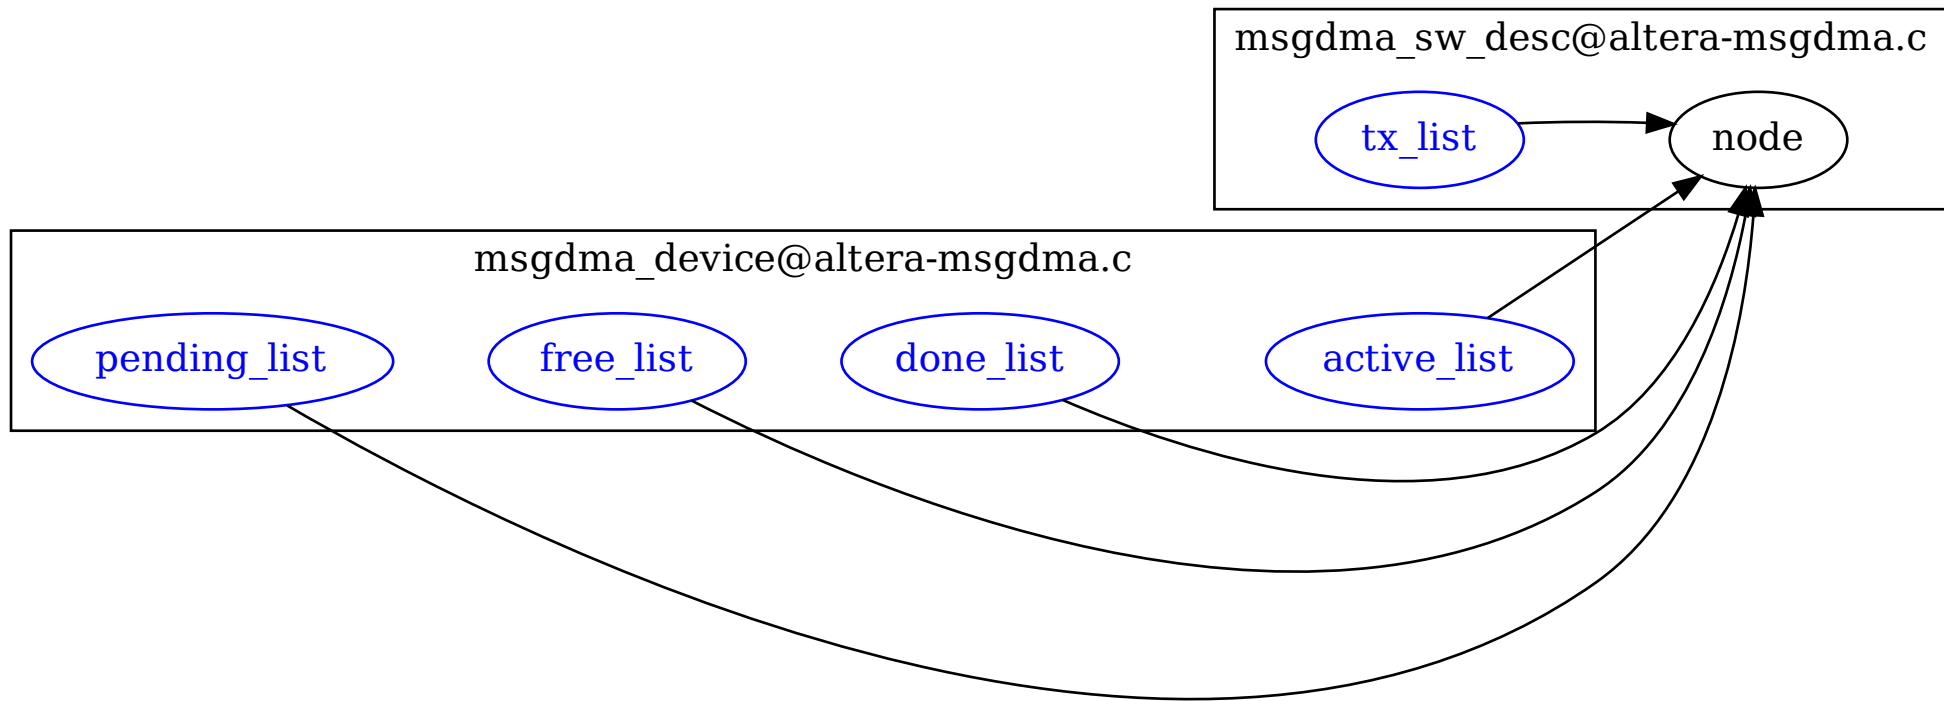 msgdma_sw_desc@altera-msgdma.c
tx_list
node
msgdma_device@altera-msgdma.c
pending_list
free_list
done_list
active_list